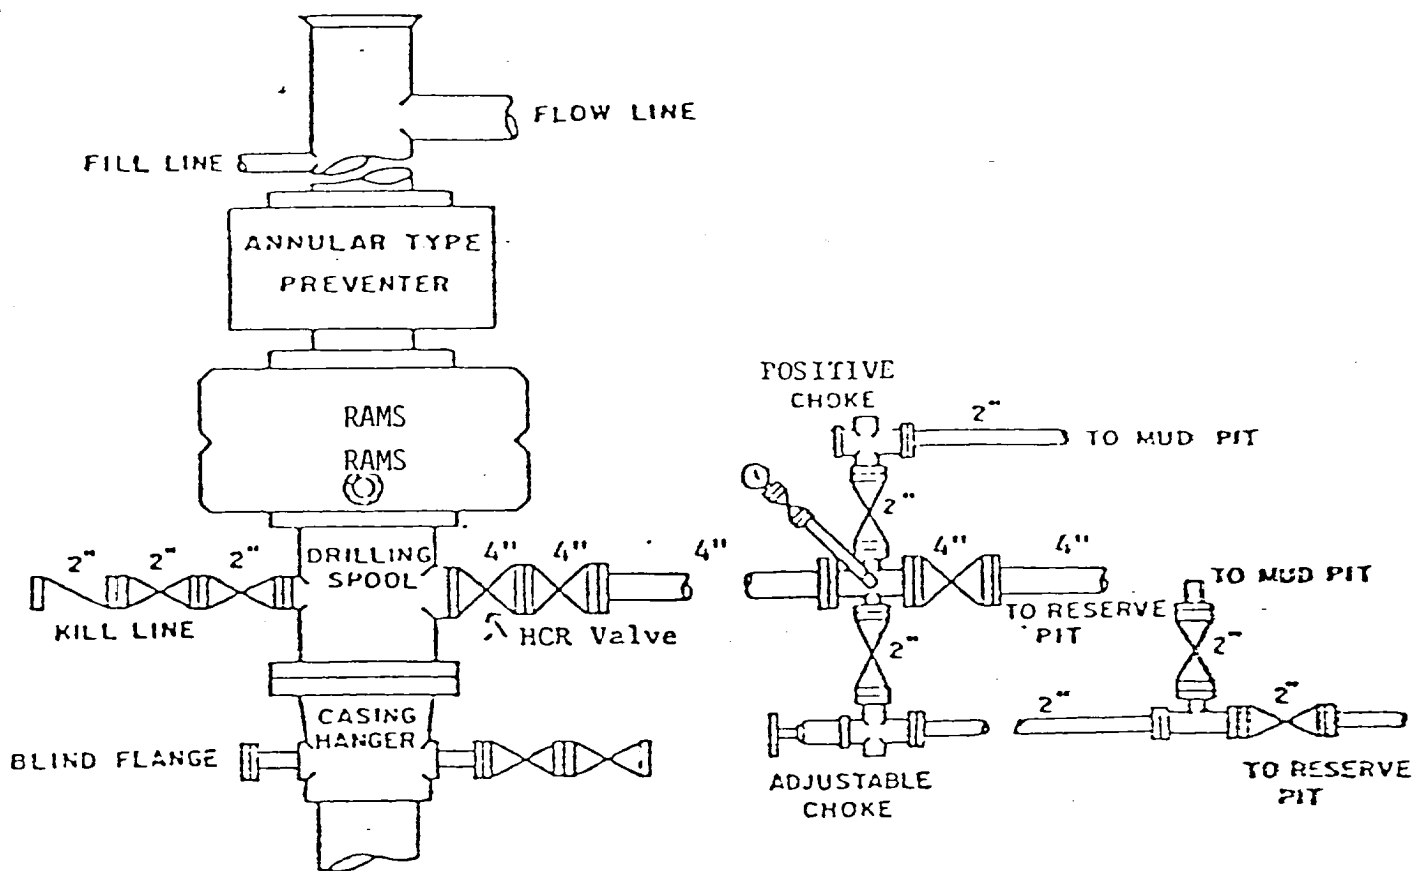 FLOW LINE
FILL LINE
ANNULAR TYPE
PREVENTER
RAMS
RAMS
DRILLING
SPOOL
2" 2" 2"
KILL LINE
4" 4" 4"
HCR Valve
CASING
HANGER
BLIND FLANGE
POSITIVE
CHOKE
2"
TO MUD PIT
2"
4" 4"
TO RESERVE
PIT
2"
ADJUSTABLE
CHOKE
TO MUD PIT
2"
2"
2"
TO RESERVE
PIT